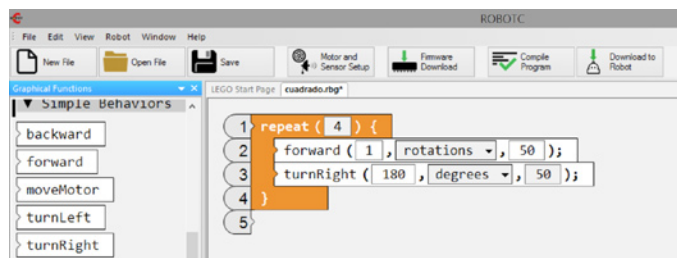 ROBOTC
File Edit View Robot Window Help
New File Open File Save Motor and Sensor Setup Firmware Download Compile Program Download to Robot
Graphical Functions LEGO Start Page cuadrado.rbg*
Simple Behaviors
backward
forward
moveMotor
turnLeft
turnRight
1 repeat ( 4 ) {
2 forward ( 1 , rotations , 50 );
3 turnRight ( 180 , degrees , 50 );
4 }
5